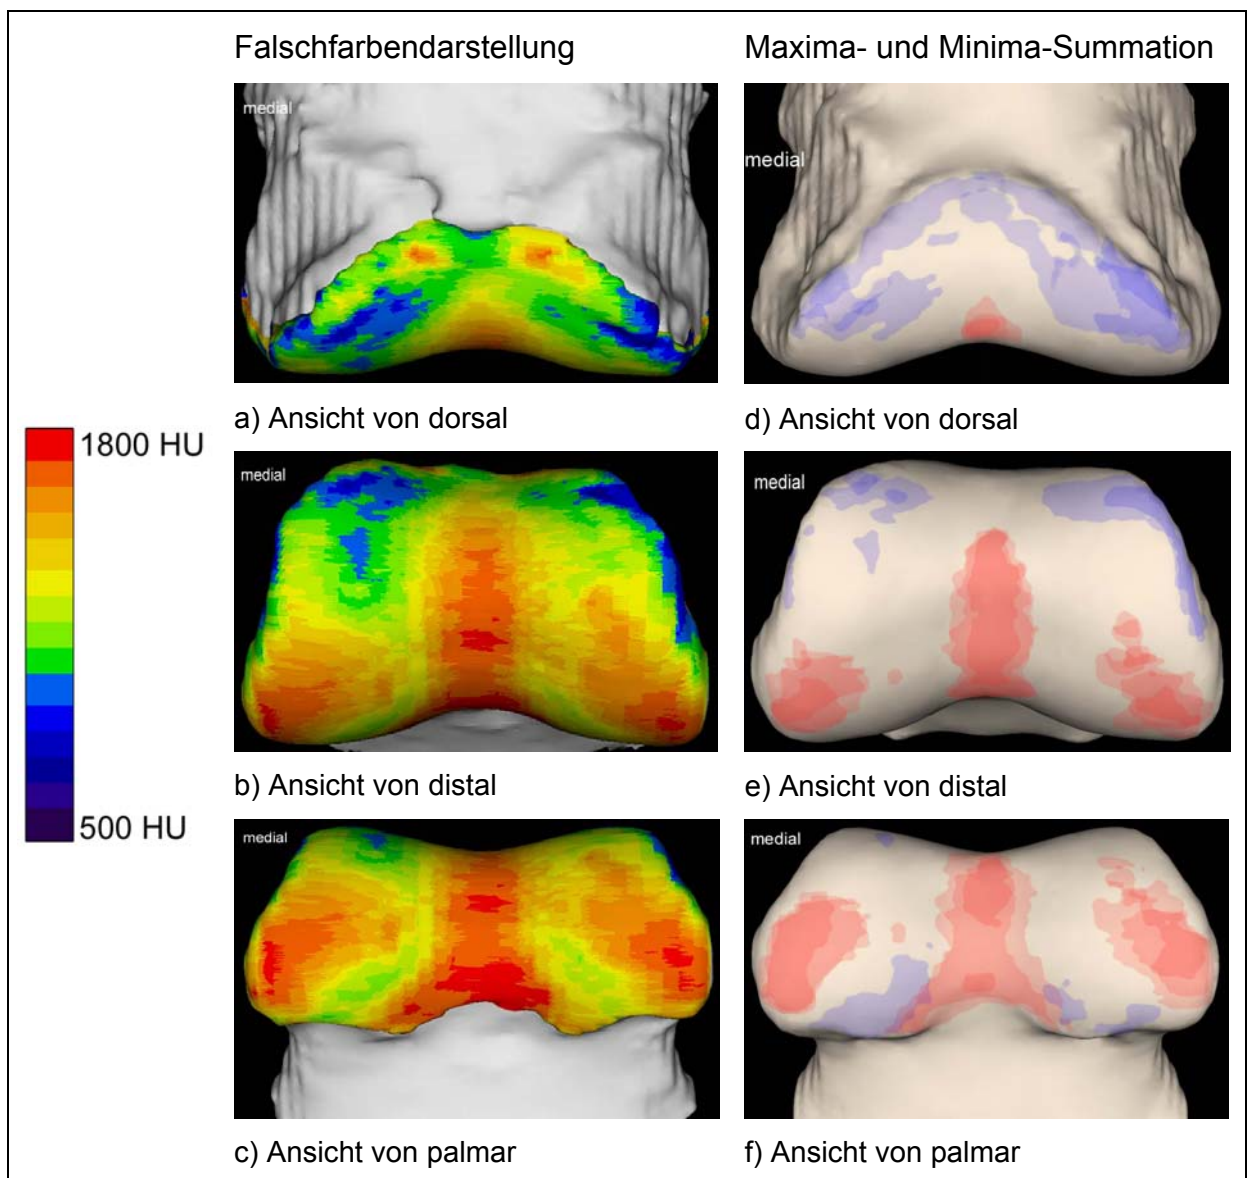 Falschfarbendarstellung
Maxima- und Minima-Summation
medial
medial
a) Ansicht von dorsal
d) Ansicht von dorsal
1800 HU
500 HU
medial
medial
b) Ansicht von distal
e) Ansicht von distal
medial
medial
c) Ansicht von palmar
f) Ansicht von palmar